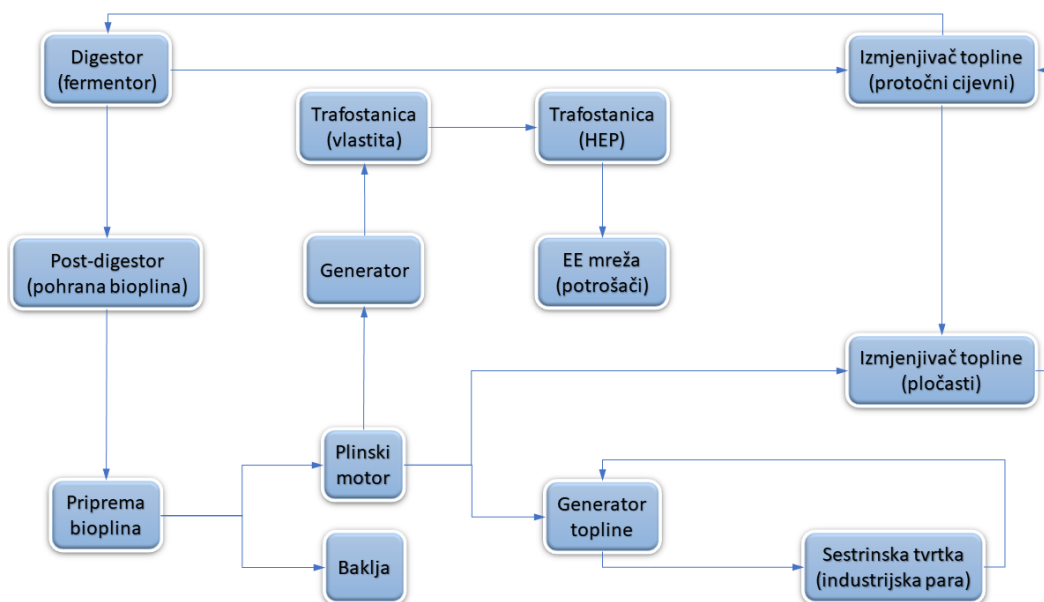 Digestor
(fermentor)
Izmjenjivač topline
(protočni cijevni)
Trafostanica
(vlastita)
Trafostanica
(HEP)
Post-digestor
(pohrana bioplina)
Generator
EE mreža
(potrošači)
Izmjenjivač topline
(pločasti)
Plinski
motor
Priprema
bioplina
Generator
topline
Baklja
Sestrinska tvrtka
(industrijska para)